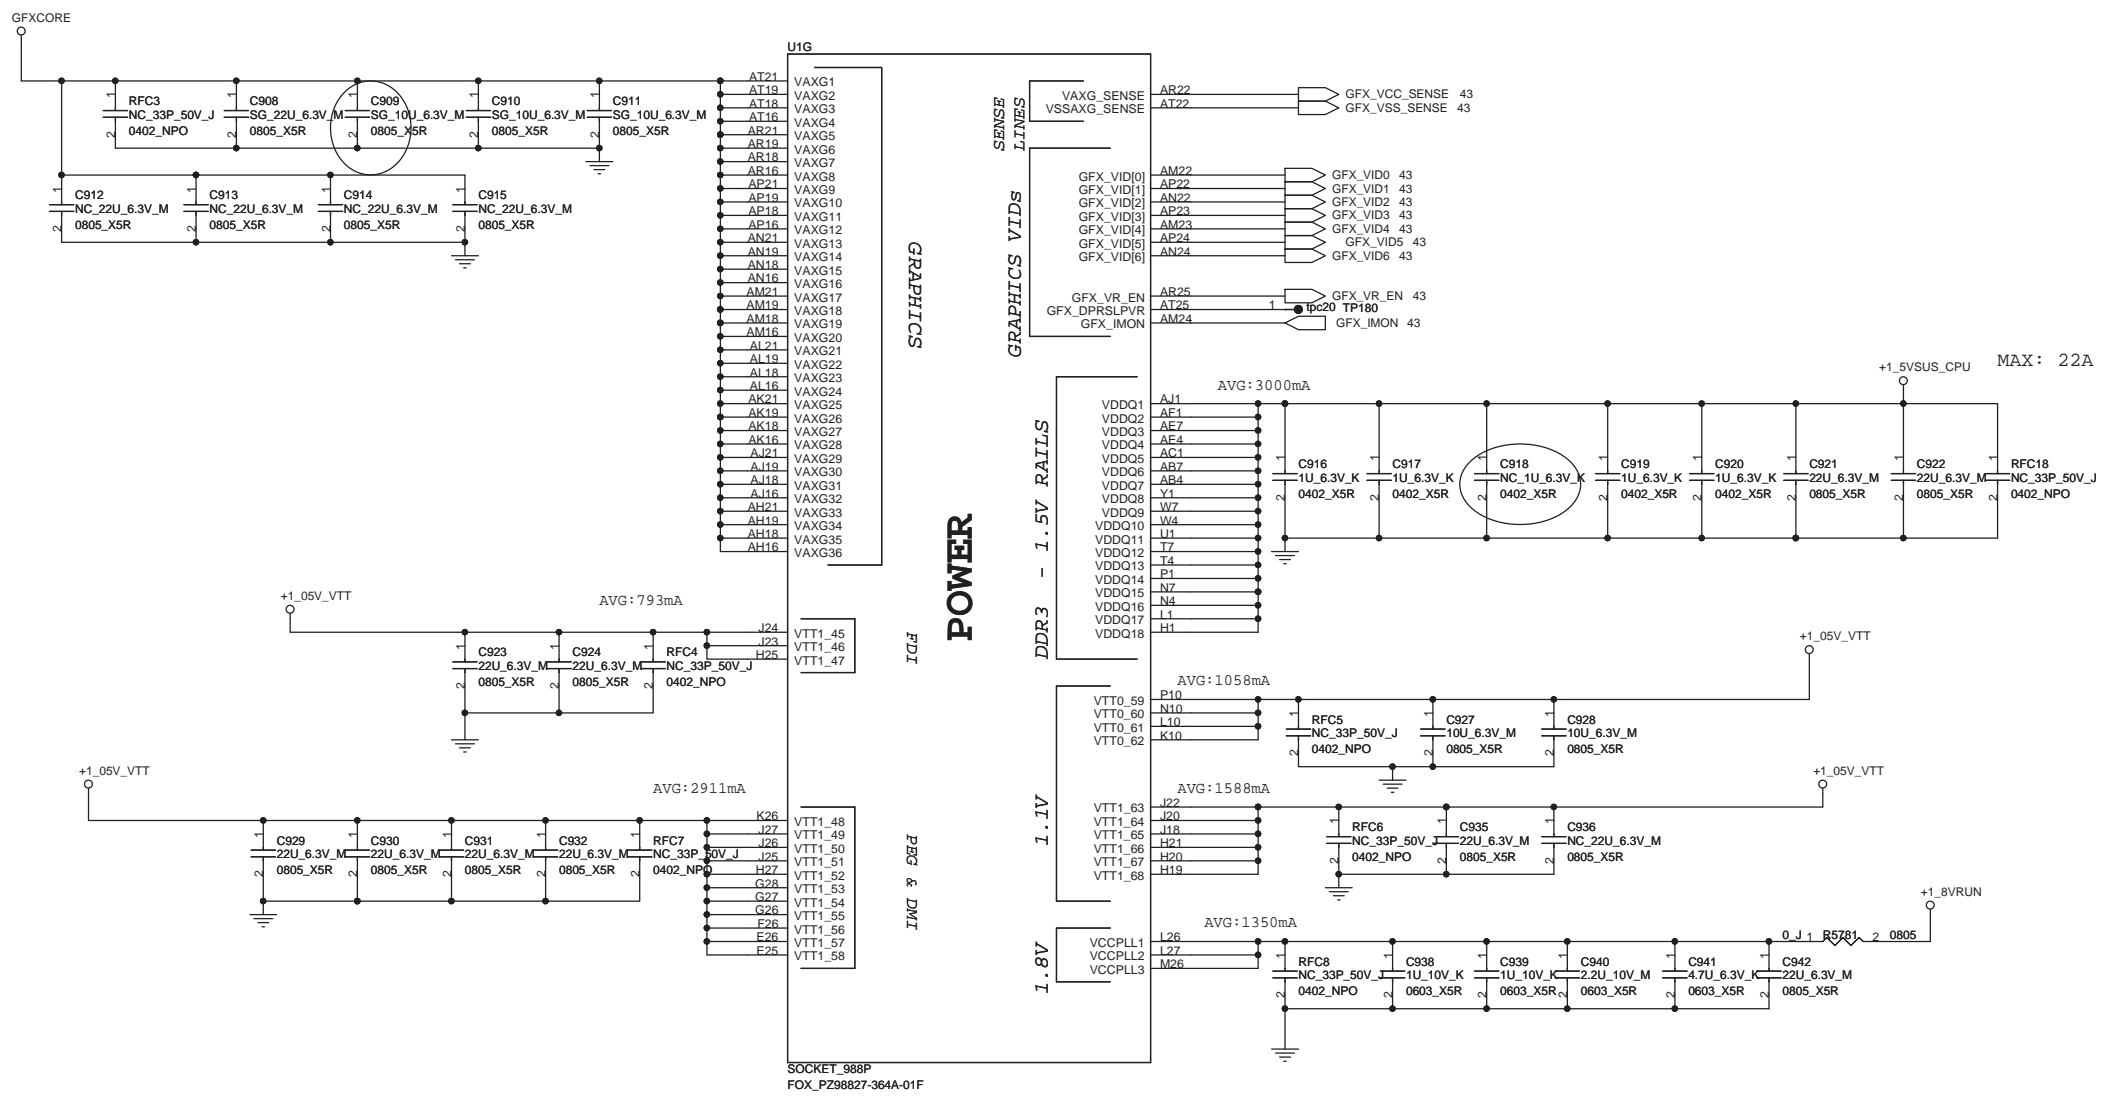 GFXCORE
U1G
RFC3
NC_33P_50V_J
0402_NPO
C908
SG_22U_6.3V_M
0805_X5R
C909
SG_10U_6.3V_M
0805_X5R
C910
SG_10U_6.3V_M
0805_X5R
C911
SG_10U_6.3V_M
0805_X5R
C912
NC_22U_6.3V_M
0805_X5R
C913
NC_22U_6.3V_M
0805_X5R
C914
NC_22U_6.3V_M
0805_X5R
C915
NC_22U_6.3V_M
0805_X5R
AT21 VAXG1
AT19 VAXG2
AT18 VAXG3
AT16 VAXG4
AR21 VAXG5
AR19 VAXG6
AR18 VAXG7
AR16 VAXG8
AP21 VAXG9
AP19 VAXG10
AP18 VAXG11
AP16 VAXG12
AN21 VAXG13
AN19 VAXG14
AN18 VAXG15
AN16 VAXG16
AM21 VAXG17
AM19 VAXG18
AM18 VAXG19
AM16 VAXG20
AL21 VAXG21
AL19 VAXG22
AL18 VAXG23
AL16 VAXG24
AK21 VAXG25
AK19 VAXG26
AK18 VAXG27
AK16 VAXG28
AJ21 VAXG29
AJ19 VAXG30
AJ18 VAXG31
AJ16 VAXG32
AH21 VAXG33
AH19 VAXG34
AH18 VAXG35
AH16 VAXG36
GRAPHICS
SENSE
LINES
VAXG_SENSE AR22 GFX_VCC_SENSE 43
VSSAXG_SENSE AT22 GFX_VSS_SENSE 43
GRAPHICS VIDs
GFX_VID[0] AM22 GFX_VID0 43
GFX_VID[1] AP22 GFX_VID1 43
GFX_VID[2] AN22 GFX_VID2 43
GFX_VID[3] AP23 GFX_VID3 43
GFX_VID[4] AM23 GFX_VID4 43
GFX_VID[5] AP24 GFX_VID5 43
GFX_VID[6] AN24 GFX_VID6 43
GFX_VR_EN AR25 GFX_VR_EN 43
GFX_DPRSLPVR AT25 1 tpc20 TP180
GFX_IMON AM24 GFX_IMON 43
POWER
+1_5VSUS_CPU MAX: 22A
AVG:3000mA
DDR3 - 1.5V RAILS
VDDQ1 AJ1
VDDQ2 AF1
VDDQ3 AE7
VDDQ4 AE4
VDDQ5 AC1
VDDQ6 AB7
VDDQ7 AB4
VDDQ8 Y1
VDDQ9 W7
VDDQ10 W4
VDDQ11 U1
VDDQ12 T7
VDDQ13 T4
VDDQ14 P1
VDDQ15 N7
VDDQ16 N4
VDDQ17 L1
VDDQ18 H1
C916
1U_6.3V_K
0402_X5R
C917
1U_6.3V_K
0402_X5R
C918
NC_1U_6.3V_K
0402_X5R
C919
1U_6.3V_K
0402_X5R
C920
1U_6.3V_K
0402_X5R
C921
22U_6.3V_M
0805_X5R
C922
22U_6.3V_M
0805_X5R
RFC18
NC_33P_50V_J
0402_NPO
+1_05V_VTT
AVG:793mA
J24 VTT1_45
J23 VTT1_46
H25 VTT1_47
FDI
C923
22U_6.3V_M
0805_X5R
C924
22U_6.3V_M
0805_X5R
RFC4
NC_33P_50V_J
0402_NPO
+1_05V_VTT
AVG:1058mA
VTT0_59 P10
VTT0_60 N10
VTT0_61 L10
VTT0_62 K10
RFC5
NC_33P_50V_J
0402_NPO
C927
10U_6.3V_M
0805_X5R
C928
10U_6.3V_M
0805_X5R
1.1V
+1_05V_VTT
AVG:2911mA
K26 VTT1_48
J27 VTT1_49
J26 VTT1_50
J25 VTT1_51
H27 VTT1_52
G28 VTT1_53
G27 VTT1_54
G26 VTT1_55
F26 VTT1_56
E26 VTT1_57
E25 VTT1_58
PEG & DMI
C929
22U_6.3V_M
0805_X5R
C930
22U_6.3V_M
0805_X5R
C931
22U_6.3V_M
0805_X5R
C932
22U_6.3V_M
0805_X5R
RFC7
NC_33P_50V_J
0402_NPO
+1_05V_VTT
AVG:1588mA
VTT1_63 J22
VTT1_64 J20
VTT1_65 J18
VTT1_66 H21
VTT1_67 H20
VTT1_68 H19
RFC6
NC_33P_50V_J
0402_NPO
C935
22U_6.3V_M
0805_X5R
C936
NC_22U_6.3V_M
0805_X5R
+1_8VRUN
AVG:1350mA
1.8V
VCCPLL1 L26
VCCPLL2 L27
VCCPLL3 M26
0_J 1 R5781 2 0805
RFC8
NC_33P_50V_J
0402_NPO
C938
1U_10V_K
0603_X5R
C939
1U_10V_K
0603_X5R
C940
2.2U_10V_M
0603_X5R
C941
4.7U_6.3V_K
0603_X5R
C942
22U_6.3V_M
0805_X5R
SOCKET_988P
FOX_PZ98827-364A-01F